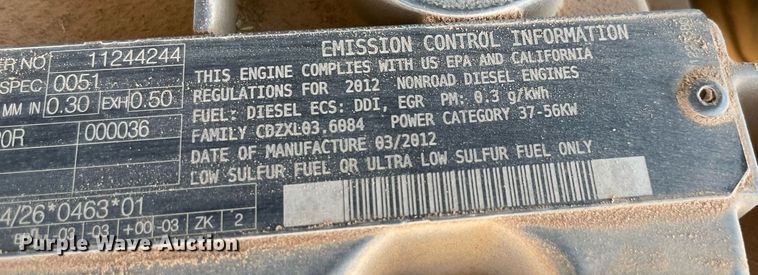 ER NO 11244244
SPEC 0051
MM IN 0.30 EXH 0.50
000036
4/26*0463*01
-03 -03 +00 -03 ZK 2
EMISSION CONTROL INFORMATION
THIS ENGINE COMPLIES WITH US EPA AND CALIFORNIA
REGULATIONS FOR 2012 NONROAD DIESEL ENGINES
FUEL: DIESEL ECS: DDI, EGR PM: 0.3 g/kWh
FAMILY CDZXL03.6084 POWER CATEGORY 37-56KW
DATE OF MANUFACTURE 03/2012
LOW SULFUR FUEL OR ULTRA LOW SULFUR FUEL ONLY
Purple Wave Auction